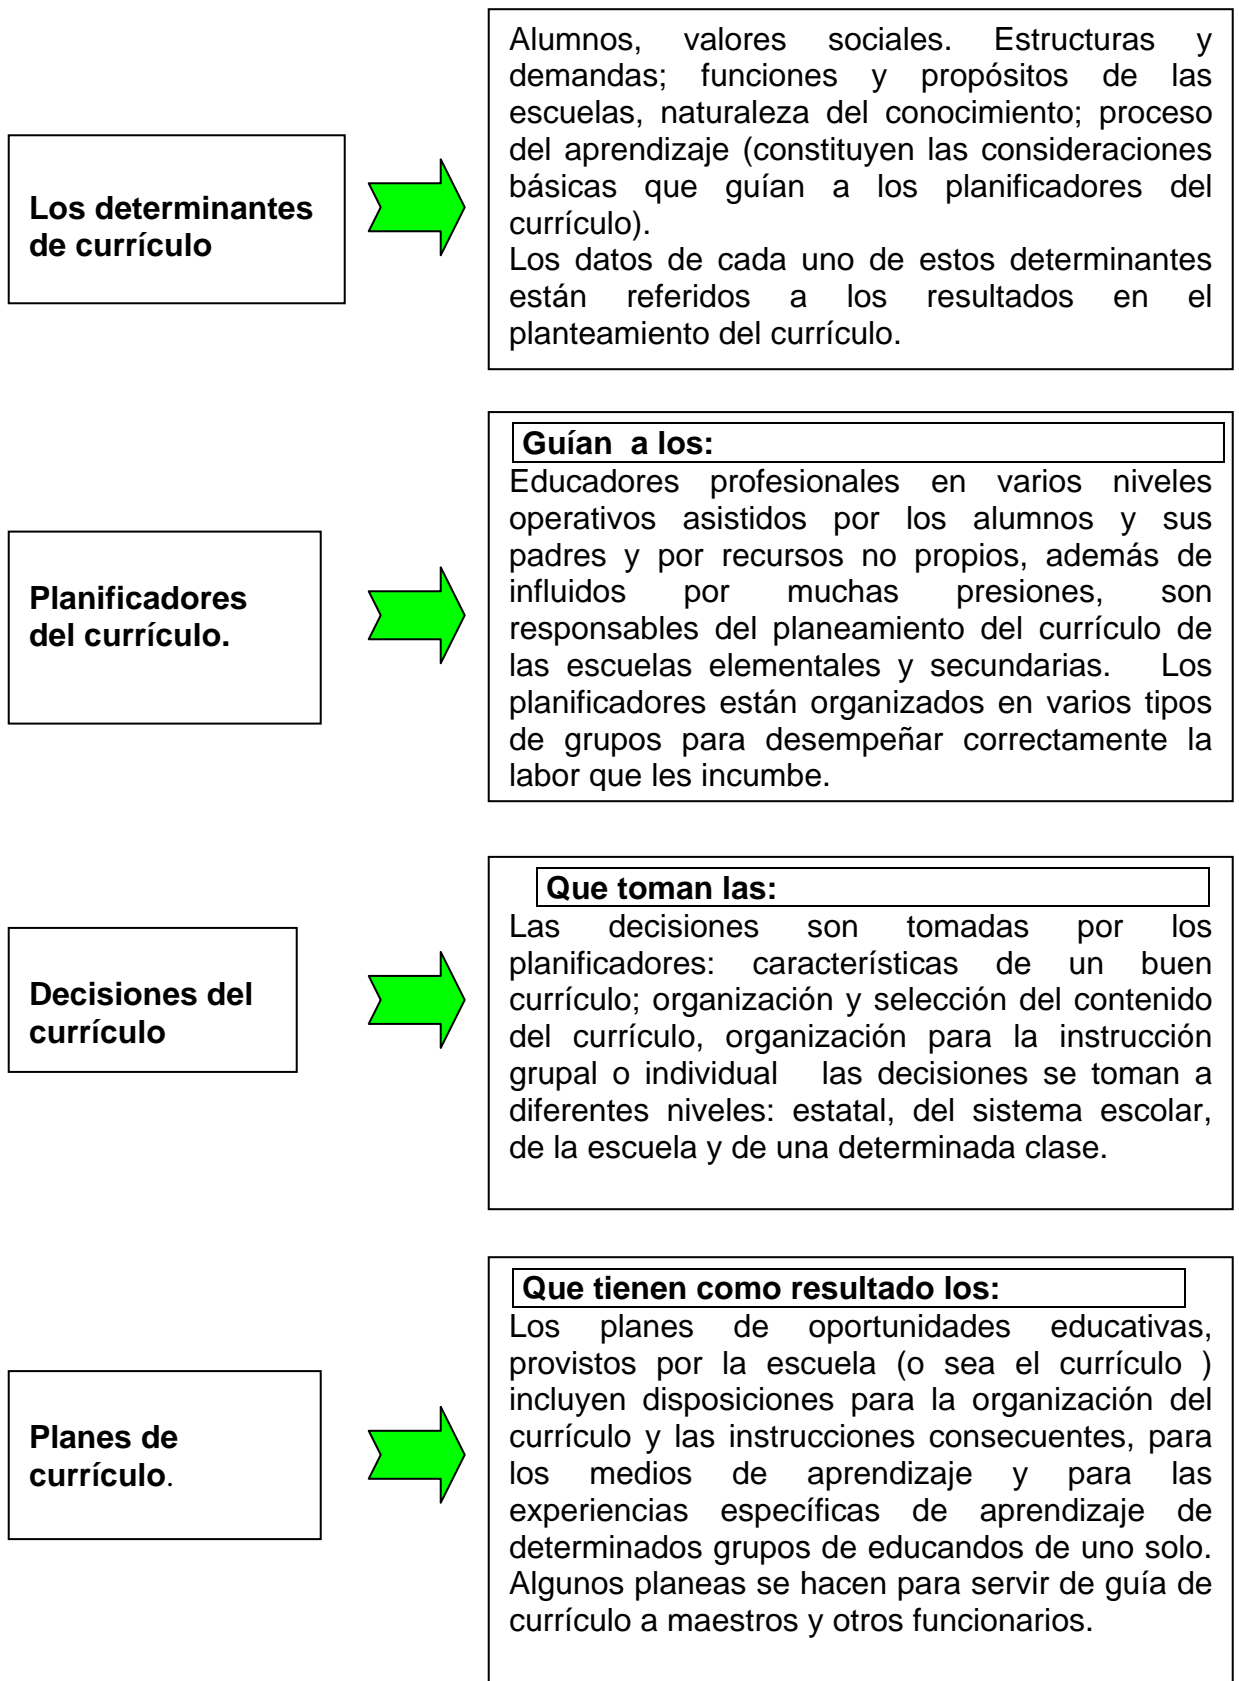 Los determinantes
de currículo
Alumnos, valores sociales. Estructuras y
demandas; funciones y propósitos de las
escuelas, naturaleza del conocimiento; proceso
del aprendizaje (constituyen las consideraciones
básicas que guían a los planificadores del
currículo).
Los datos de cada uno de estos determinantes
están referidos a los resultados en el
planteamiento del currículo.
Planificadores
del currículo.
Guían a los:
Educadores profesionales en varios niveles
operativos asistidos por los alumnos y sus
padres y por recursos no propios, además de
influidos por muchas presiones, son
responsables del planeamiento del currículo de
las escuelas elementales y secundarias. Los
planificadores están organizados en varios tipos
de grupos para desempeñar correctamente la
labor que les incumbe.
Decisiones del
currículo
Que toman las:
Las decisiones son tomadas por los
planificadores: características de un buen
currículo; organización y selección del contenido
del currículo, organización para la instrucción
grupal o individual las decisiones se toman a
diferentes niveles: estatal, del sistema escolar,
de la escuela y de una determinada clase.
Planes de
currículo.
Que tienen como resultado los:
Los planes de oportunidades educativas,
provistos por la escuela (o sea el currículo )
incluyen disposiciones para la organización del
currículo y las instrucciones consecuentes, para
los medios de aprendizaje y para las
experiencias específicas de aprendizaje de
determinados grupos de educandos de uno solo.
Algunos planeas se hacen para servir de guía de
currículo a maestros y otros funcionarios.